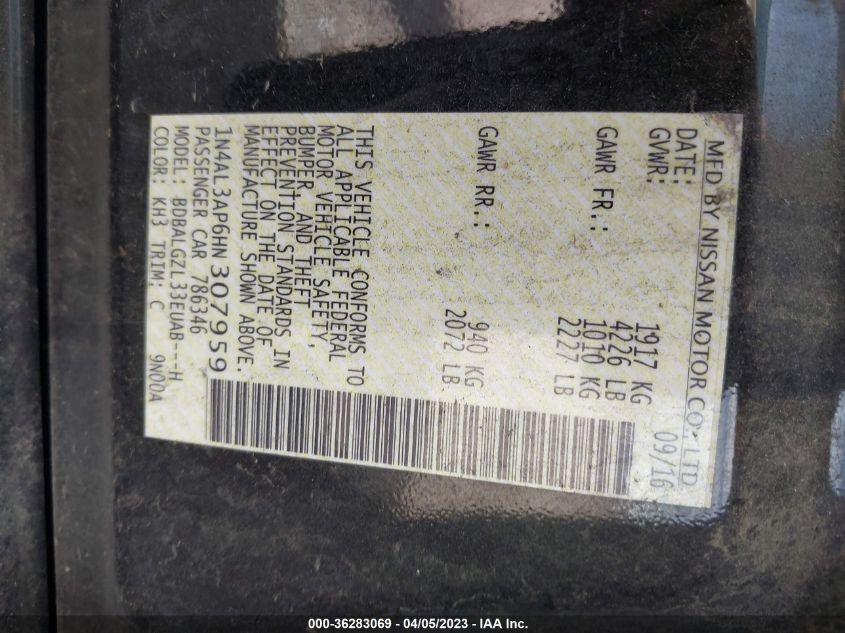 MFD BY NISSAN MOTOR CO., LTD
DATE: 09/16
GVWR: 1917 KG
4226 LB
GAWR FR.: 1010 KG
2227 LB
GAWR RR.: 940 KG
2072 LB
THIS VEHICLE CONFORMS TO
ALL APPLICABLE FEDERAL
MOTOR VEHICLE SAFETY,
BUMPER, AND THEFT
PREVENTION STANDARDS IN
EFFECT ON THE DATE OF
MANUFACTURE SHOWN ABOVE.
1N4AL3AP6HN307959
PASSENGER CAR 786346
MODEL: BDBALGZL33EUAB---H
COLOR: KH3 TRIM: C 9N00A
000-36283069 - 04/05/2023 - IAA Inc.